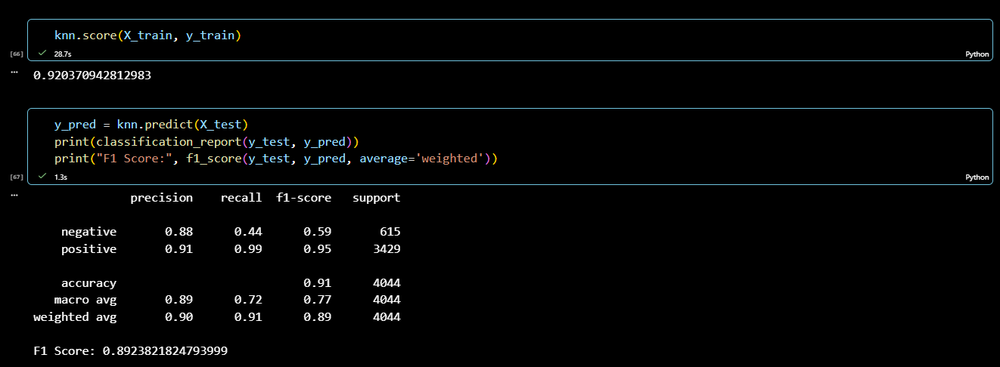 knn.score(X_train, y_train)
[66] 28.7s Python
... 0.920370942812983
y_pred = knn.predict(X_test)
print(classification_report(y_test, y_pred))
print("F1 Score:", f1_score(y_test, y_pred, average='weighted'))
[67] 1.3s Python
... precision recall f1-score support
negative 0.88 0.44 0.59 615
positive 0.91 0.99 0.95 3429
accuracy 0.91 4044
macro avg 0.89 0.72 0.77 4044
weighted avg 0.90 0.91 0.89 4044
F1 Score: 0.8923821824793999